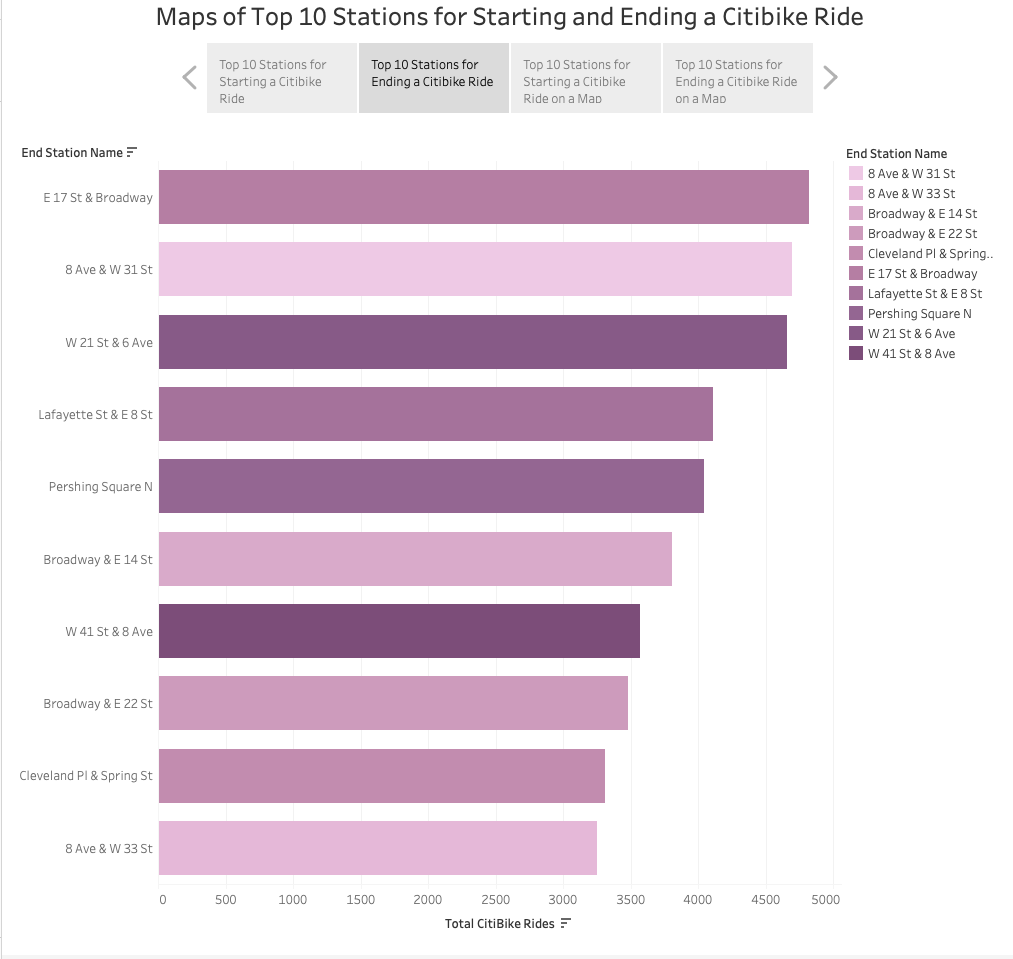 Maps of Top 10 Stations for Starting and Ending a Citibike Ride
Top 10 Stations for
Starting a Citibike
Ride
Top 10 Stations for
Ending a Citibike Ride
Top 10 Stations for
Starting a Citibike
Ride on a Map
Top 10 Stations for
Ending a Citibike Ride
on a Map
End Station Name
E 17 St & Broadway
8 Ave & W 31 St
W 21 St & 6 Ave
Lafayette St & E 8 St
Pershing Square N
Broadway & E 14 St
W 41 St & 8 Ave
Broadway & E 22 St
Cleveland Pl & Spring St
8 Ave & W 33 St
0 500 1000 1500 2000 2500 3000 3500 4000 4500 5000
Total CitiBike Rides
End Station Name
8 Ave & W 31 St
8 Ave & W 33 St
Broadway & E 14 St
Broadway & E 22 St
Cleveland Pl & Spring..
E 17 St & Broadway
Lafayette St & E 8 St
Pershing Square N
W 21 St & 6 Ave
W 41 St & 8 Ave